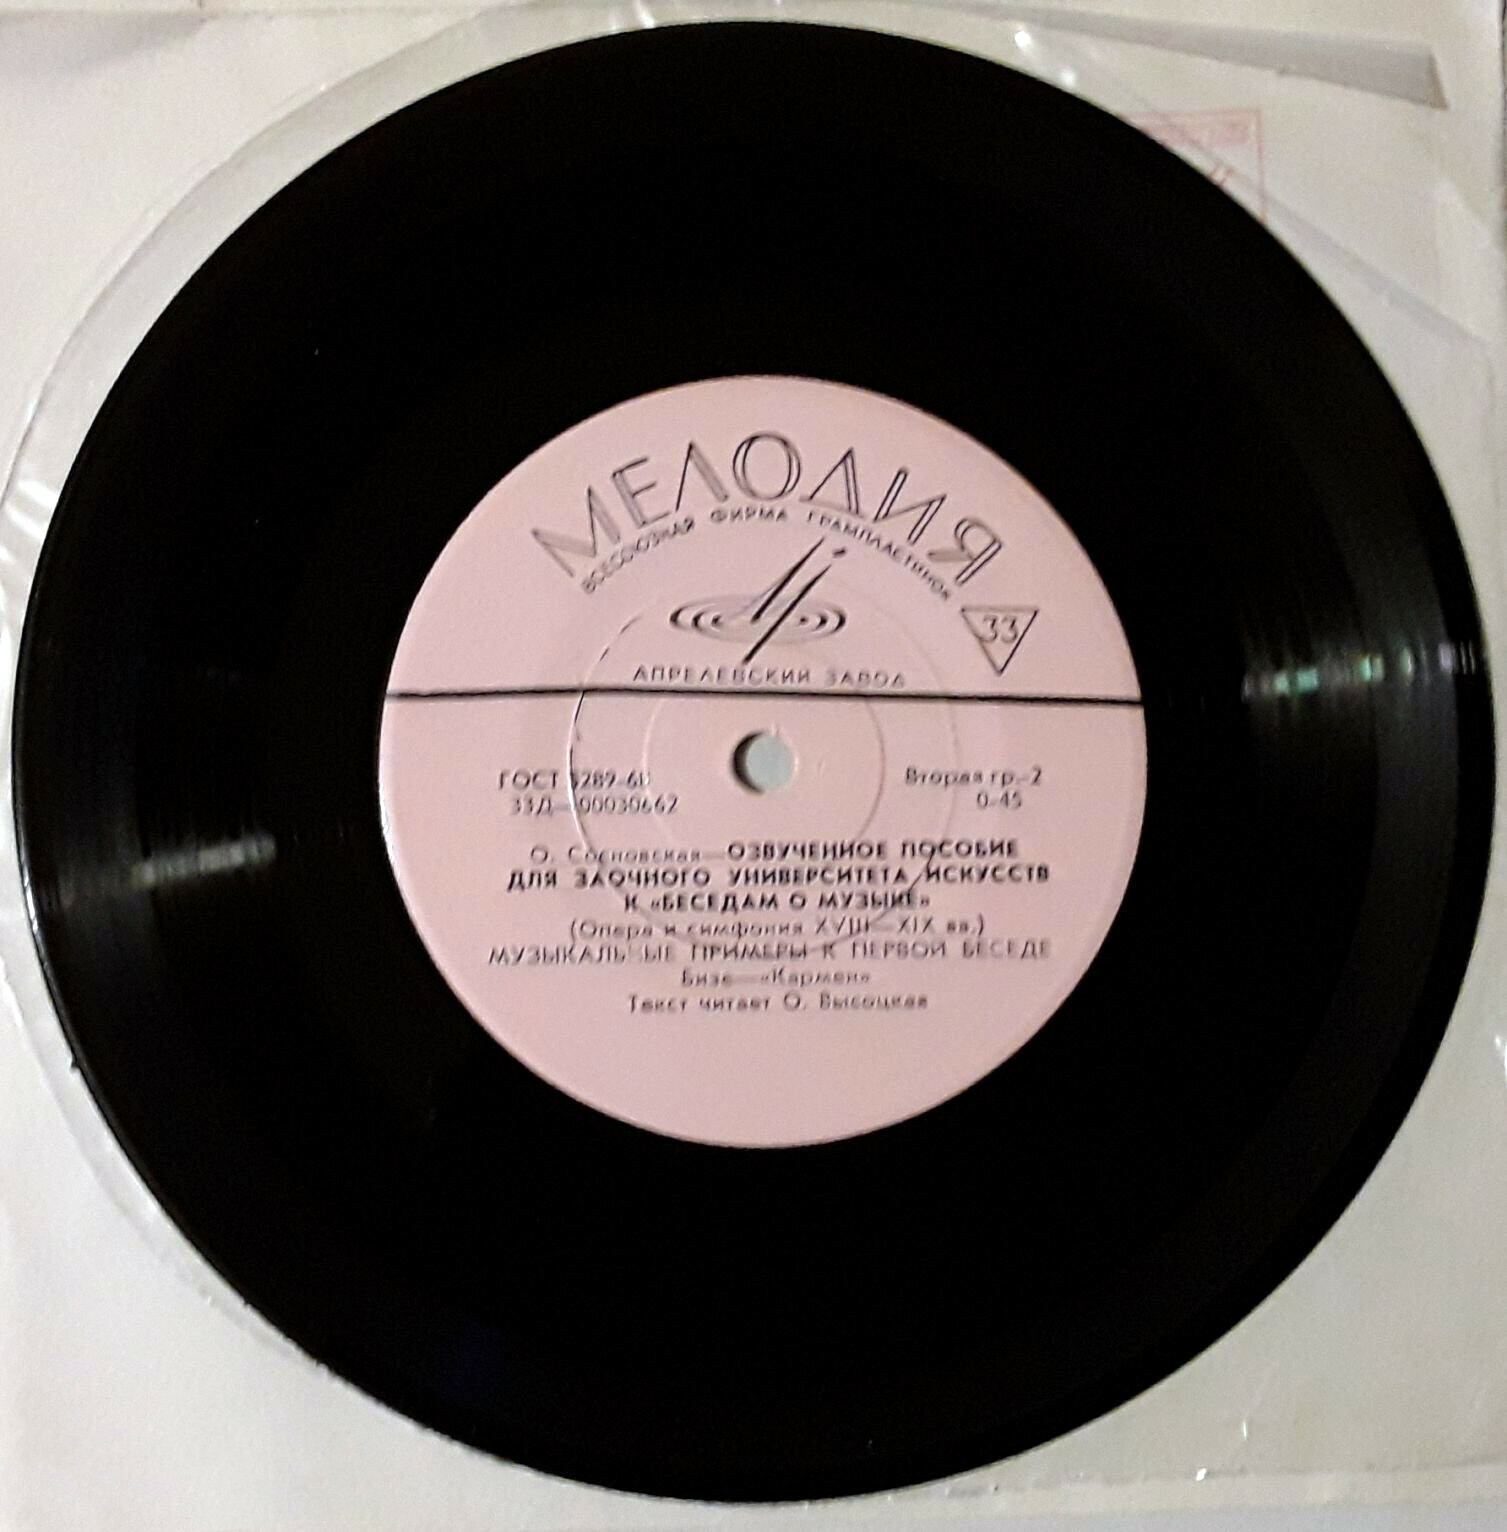 МЕЛОДИЯ
ВСЕСОЮЗНАЯ ФИРМА ГРАМПЛАСТИНОК
33
АПРЕЛЕВСКИЙ ЗАВОД
ГОСТ 5289-68
33Д—00030662
Вторая гр.-2
0-45
О. Сосновская—ОЗВУЧЕННОЕ ПОСОБИЕ
ДЛЯ ЗАОЧНОГО УНИВЕРСИТЕТА ИСКУССТВ
К «БЕСЕДАМ О МУЗЫКЕ»
(Опера и симфония XVIII—XIX вв.)
МУЗЫКАЛЬНЫЕ ПРИМЕРЫ К ПЕРВОЙ БЕСЕДЕ
Бизе—«Кармен»
Текст читает О. Высоцкая